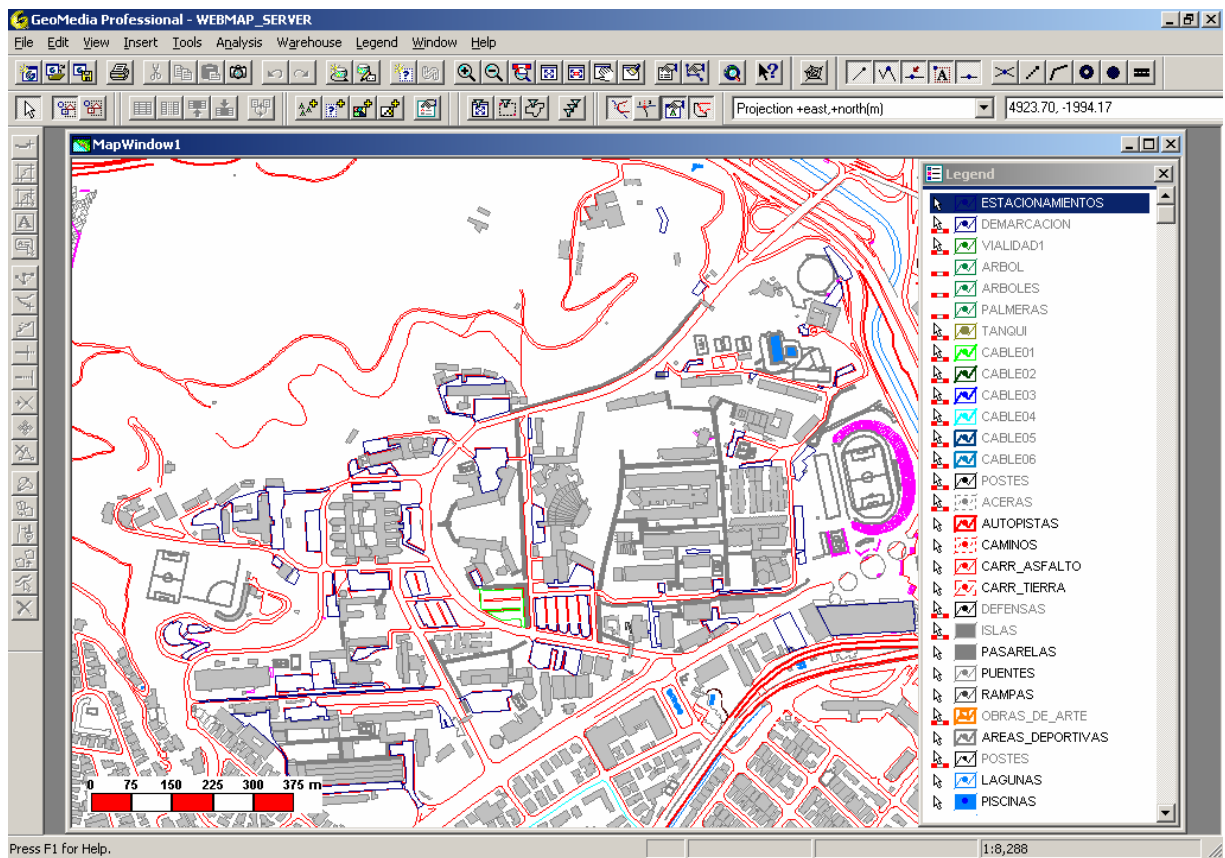 GeoMedia Professional - WEBMAP_SERVER
File Edit View Insert Tools Analysis Warehouse Legend Window Help
Projection +east,+north(m) 4923.70, -1994.17
MapWindow1
Legend
ESTACIONAMIENTOS
DEMARCACION
VIALIDAD1
ARBOL
ARBOLES
PALMERAS
TANQUI
CABLE01
CABLE02
CABLE03
CABLE04
CABLE05
CABLE06
POSTES
ACERAS
AUTOPISTAS
CAMINOS
CARR_ASFALTO
CARR_TIERRA
DEFENSAS
ISLAS
PASARELAS
PUENTES
RAMPAS
OBRAS_DE_ARTE
AREAS_DEPORTIVAS
POSTES
LAGUNAS
PISCINAS
0 75 150 225 300 375 m
Press F1 for Help. 1:8,288